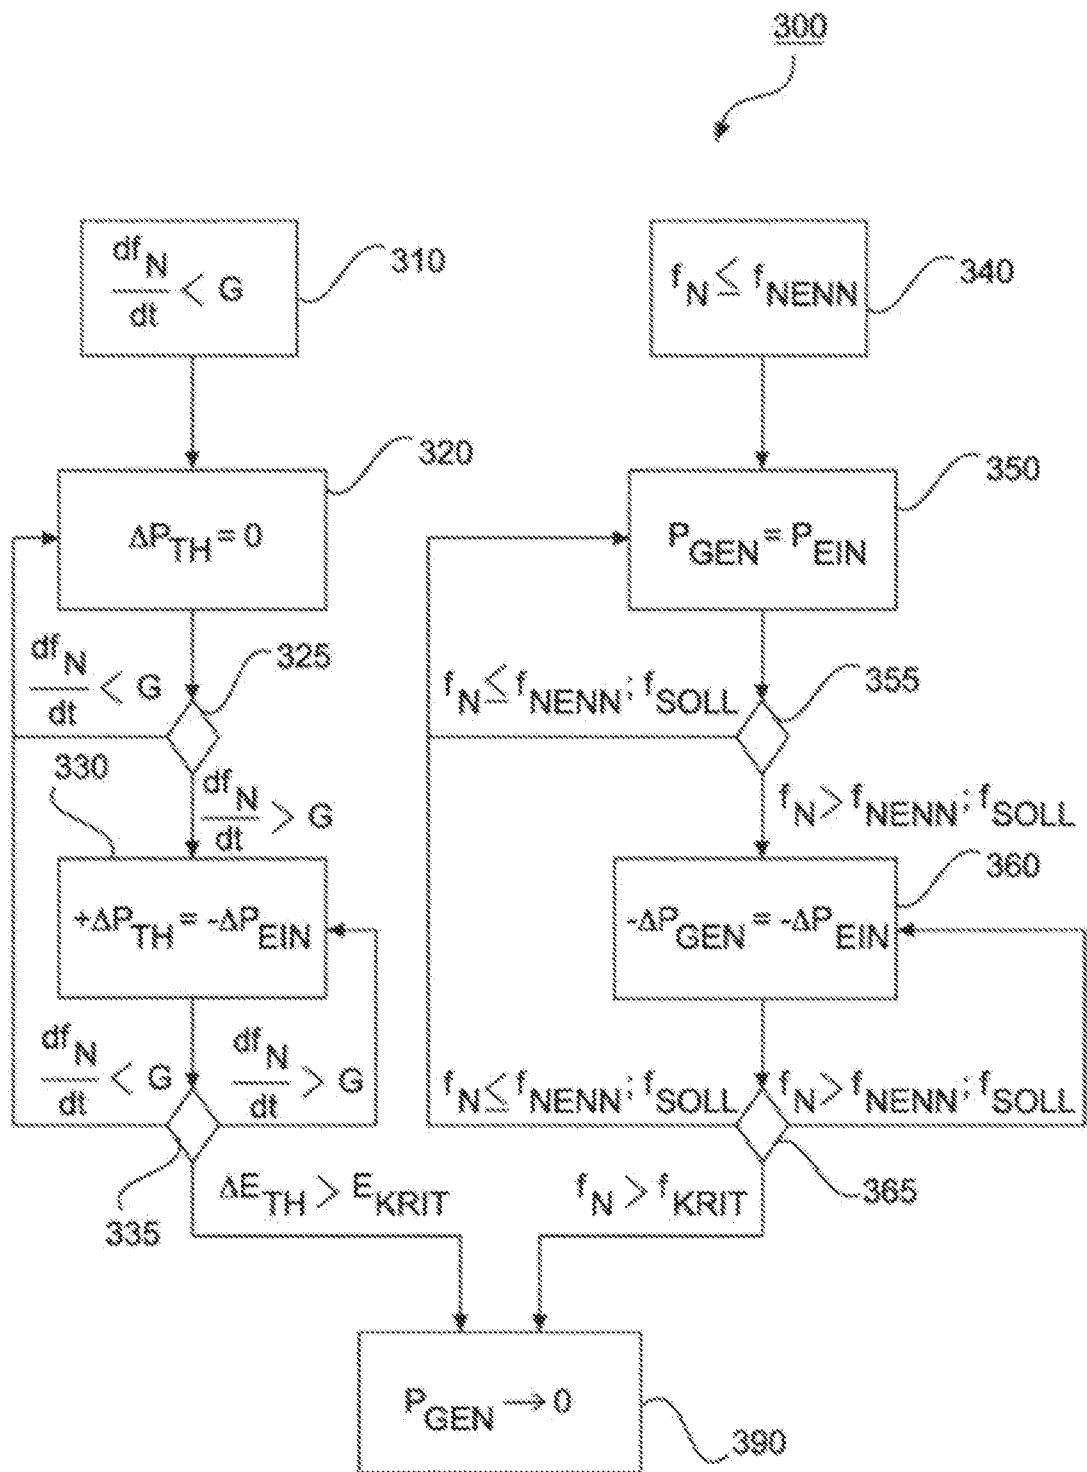 300
df_N/dt < G
310
f_N ≤ f_NENN
340
320
ΔP_TH = 0
350
P_GEN = P_EIN
df_N/dt < G
325
f_N ≤ f_NENN; f_SOLL
355
330
df_N/dt > G
f_N > f_NENN; f_SOLL
360
+ΔP_TH = -ΔP_EIN
-ΔP_GEN = -ΔP_EIN
df_N/dt < G
df_N/dt > G
f_N ≤ f_NENN; f_SOLL
f_N > f_NENN; f_SOLL
335
ΔE_TH > E_KRIT
f_N > f_KRIT
365
P_GEN → 0
390